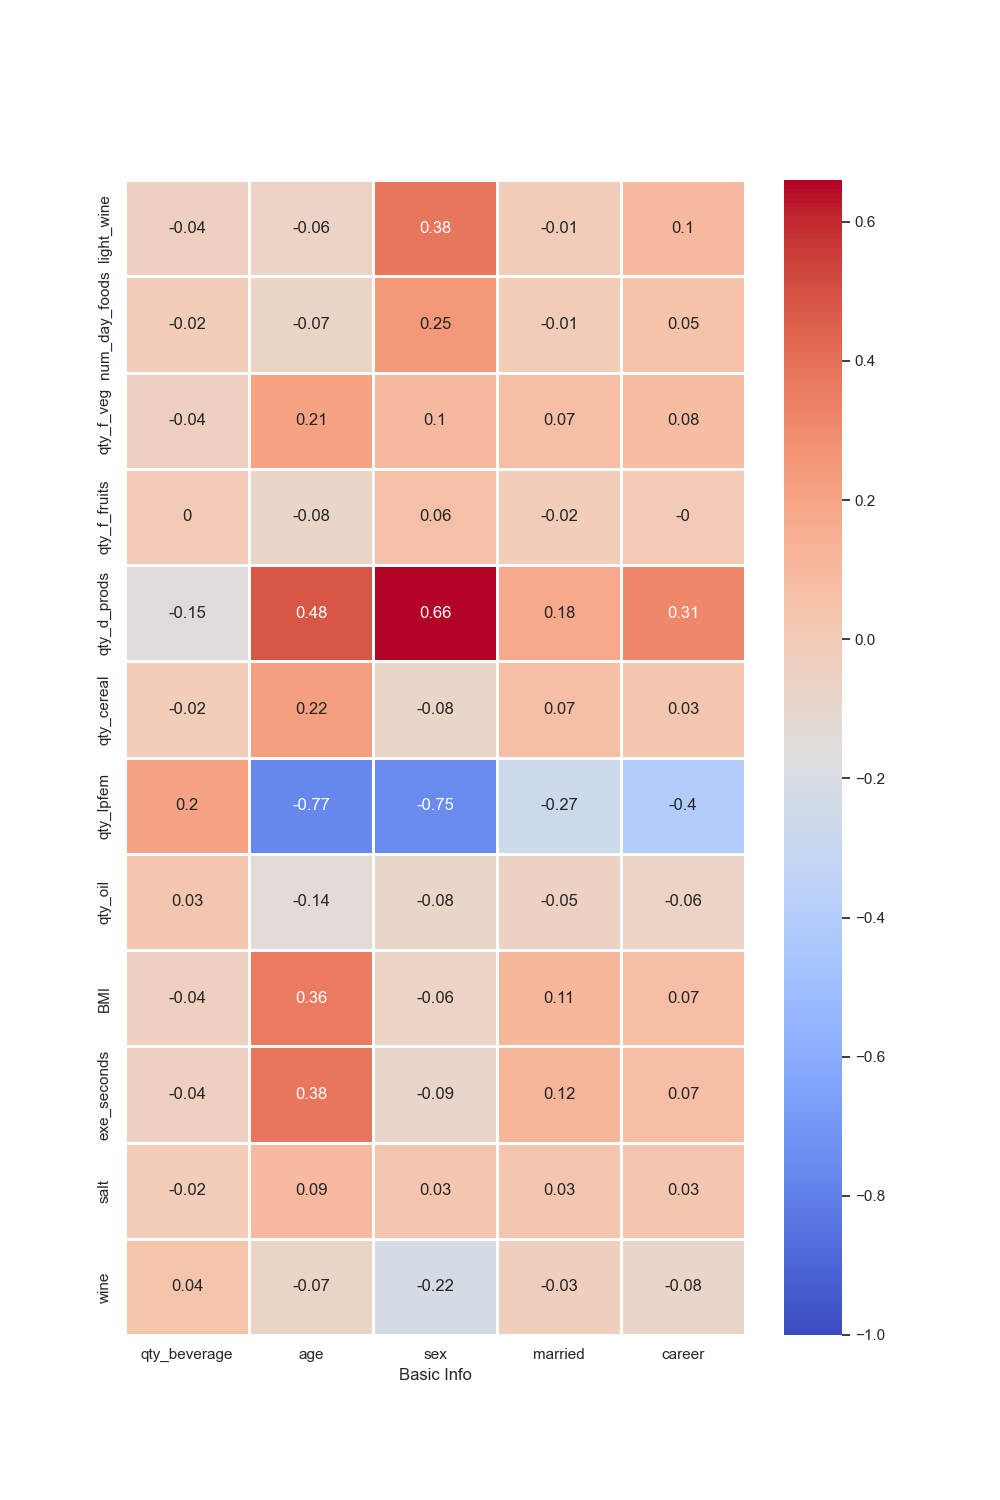 light_wine -0.04 -0.06 0.38 -0.01 0.1
num_day_foods -0.02 -0.07 0.25 -0.01 0.05
qty_f_veg -0.04 0.21 0.1 0.07 0.08
qty_f_fruits 0 -0.08 0.06 -0.02 -0
qty_d_prods -0.15 0.48 0.66 0.18 0.31
qty_cereal -0.02 0.22 -0.08 0.07 0.03
qty_lpfem 0.2 -0.77 -0.75 -0.27 -0.4
qty_oil 0.03 -0.14 -0.08 -0.05 -0.06
BMI -0.04 0.36 -0.06 0.11 0.07
exe_seconds -0.04 0.38 -0.09 0.12 0.07
salt -0.02 0.09 0.03 0.03 0.03
wine 0.04 -0.07 -0.22 -0.03 -0.08
qty_beverage age sex married career
Basic Info
0.6
0.4
0.2
0.0
−0.2
−0.4
−0.6
−0.8
−1.0